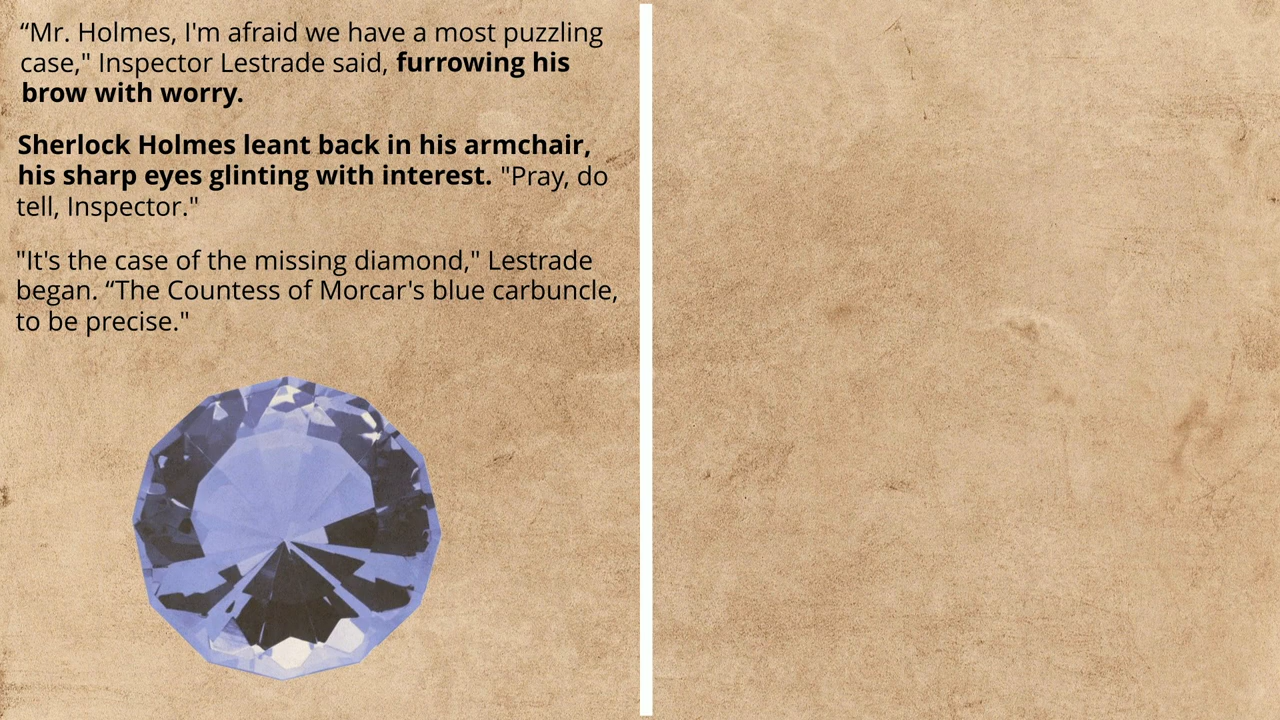 “Mr. Holmes, I'm afraid we have a most puzzling
case," Inspector Lestrade said, furrowing his
brow with worry.
Sherlock Holmes leant back in his armchair,
his sharp eyes glinting with interest. "Pray, do
tell, Inspector."
"It's the case of the missing diamond," Lestrade
began. “The Countess of Morcar's blue carbuncle,
to be precise."